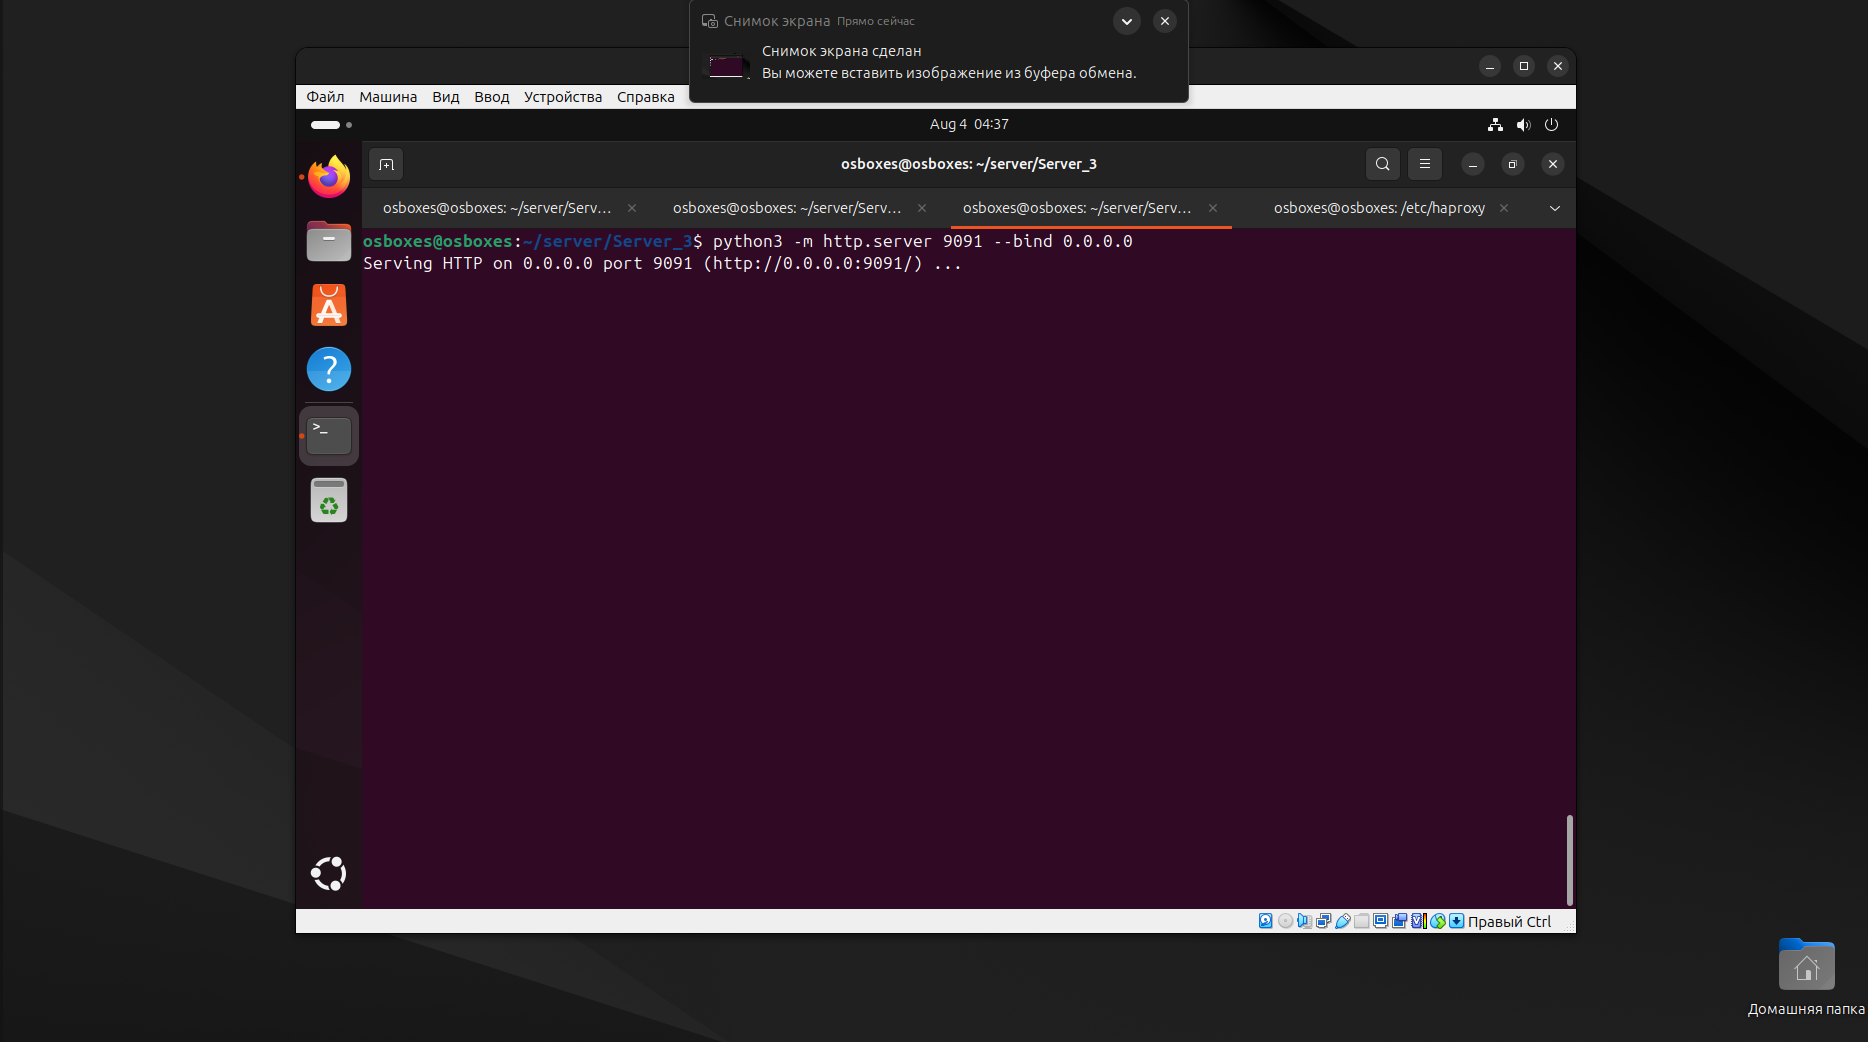 Снимок экрана Прямо сейчас
Снимок экрана сделан
Вы можете вставить изображение из буфера обмена.
Файл Машина Вид Ввод Устройства Справка
Aug 4 04:37
osboxes@osboxes: ~/server/Server_3
osboxes@osboxes: ~/server/Serv… osboxes@osboxes: ~/server/Serv… osboxes@osboxes: ~/server/Serv… osboxes@osboxes: /etc/haproxy
osboxes@osboxes:~/server/Server_3$ python3 -m http.server 9091 --bind 0.0.0.0
Serving HTTP on 0.0.0.0 port 9091 (http://0.0.0.0:9091/) ...
Правый Ctrl
Домашняя папка